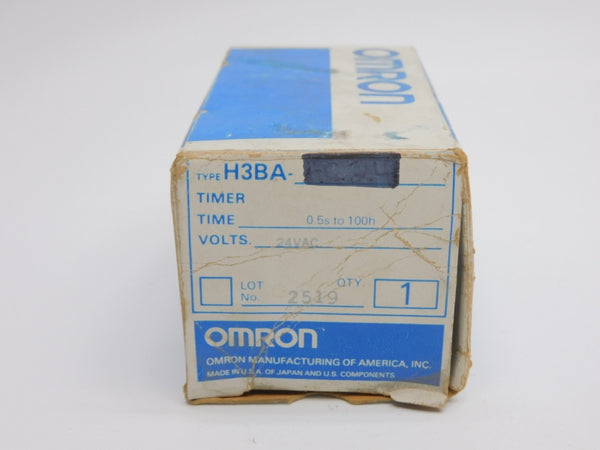 OMRON
TYPE H3BA-
TIMER
TIME 0.5s to 100h
VOLTS. 24VAC
LOT No. 2519 QTY. 1
OMRON
OMRON MANUFACTURING OF AMERICA, INC.
MADE IN U.S.A. OF JAPAN AND U.S. COMPONENTS